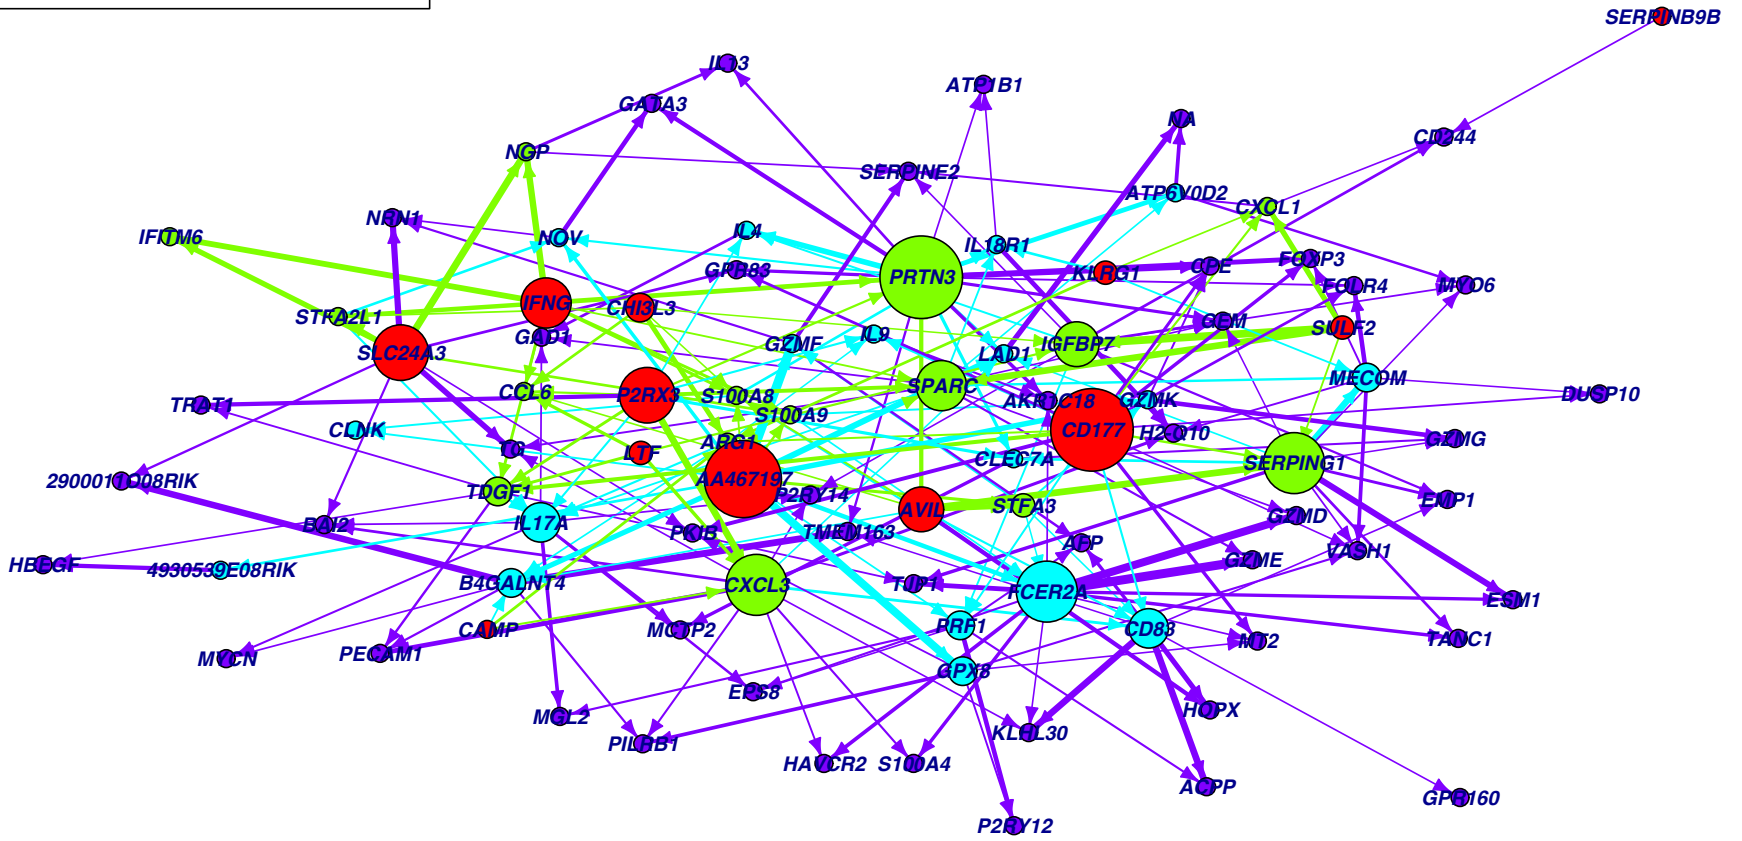 SERPINB9B
IL13
ATP1B1
GATA3
NA
CD244
NGP
SERPINE2
ATP6V0D2
CXCL1
NRN1
IFITM6
NOV
IL4
IL18R1
GPR83
PRTN3
KLRG1
CPE
FOXP3
FOLR4
MYO6
IFNG
CHI3L3
STFA2L1
GAD1
SLC24A3
GZMF
IL9
LAD1
IGFBP7
GEM
SULF2
MECOM
DUSP10
SPARC
CCL6
P2RX3
S100A8
S100A9
AKR1C18
GZMK
TRAT1
CLNK
TG
LTF
ARG1
CD177
H2-Q10
GZMG
CLEC7A
SERPING1
2900011O08RIK
TDGF1
AA467197
P2RY14
AVIL
STFA3
EMP1
BAI2
IL17A
PKIB
TMEM163
GZMD
AFP
VASH1
HBEGF
4930539E08RIK
B4GALNT4
CXCL3
TJP1
FCER2A
GZME
ESM1
CAMP
MCTP2
PRF1
CD83
MT2
TANC1
MYCN
PECAM1
GPX8
EPS8
MGL2
HOPX
PILRB1
KLHL30
HAVCR2
S100A4
ACPP
GPR160
P2RY12